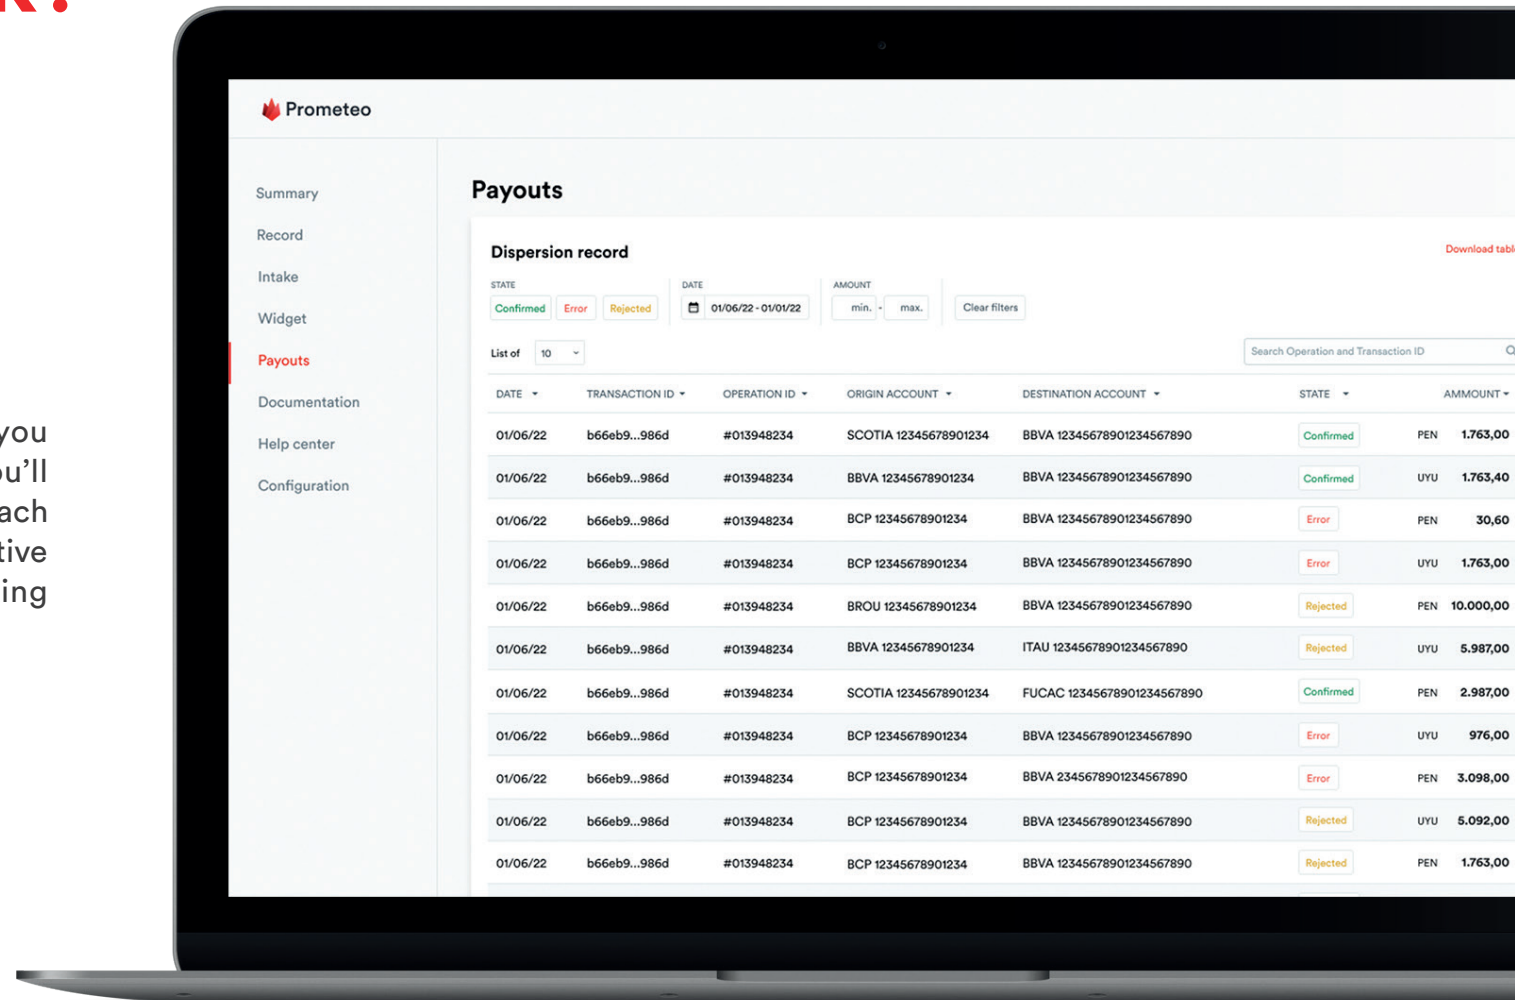 Prometeo
Summary
Record
Intake
Widget
Payouts
Documentation
Help center
Configuration
you
ou'll
ach
tive
ing
Payouts
Dispersion record
Download table
STATE DATE AMOUNT
Confirmed Error Rejected 01/06/22 - 01/01/22 min. - max. Clear filters
List of 10 Search Operation and Transaction ID
DATE TRANSACTION ID OPERATION ID ORIGIN ACCOUNT DESTINATION ACCOUNT STATE AMMOUNT
01/06/22 b66eb9...986d #013948234 SCOTIA 12345678901234 BBVA 12345678901234567890 Confirmed PEN 1.763,00
01/06/22 b66eb9...986d #013948234 BBVA 12345678901234 BBVA 12345678901234567890 Confirmed UYU 1.763,40
01/06/22 b66eb9...986d #013948234 BCP 12345678901234 BBVA 12345678901234567890 Error PEN 30,60
01/06/22 b66eb9...986d #013948234 BCP 12345678901234 BBVA 12345678901234567890 Error UYU 1.763,00
01/06/22 b66eb9...986d #013948234 BROU 12345678901234 BBVA 12345678901234567890 Rejected PEN 10.000,00
01/06/22 b66eb9...986d #013948234 BBVA 12345678901234 ITAU 12345678901234567890 Rejected UYU 5.987,00
01/06/22 b66eb9...986d #013948234 SCOTIA 12345678901234 FUCAC 12345678901234567890 Confirmed PEN 2.987,00
01/06/22 b66eb9...986d #013948234 BCP 12345678901234 BBVA 12345678901234567890 Error UYU 976,00
01/06/22 b66eb9...986d #013948234 BCP 12345678901234 BBVA 2345678901234567890 Error PEN 3.098,00
01/06/22 b66eb9...986d #013948234 BCP 12345678901234 BBVA 12345678901234567890 Rejected UYU 5.092,00
01/06/22 b66eb9...986d #013948234 BCP 12345678901234 BBVA 12345678901234567890 Rejected PEN 1.763,00